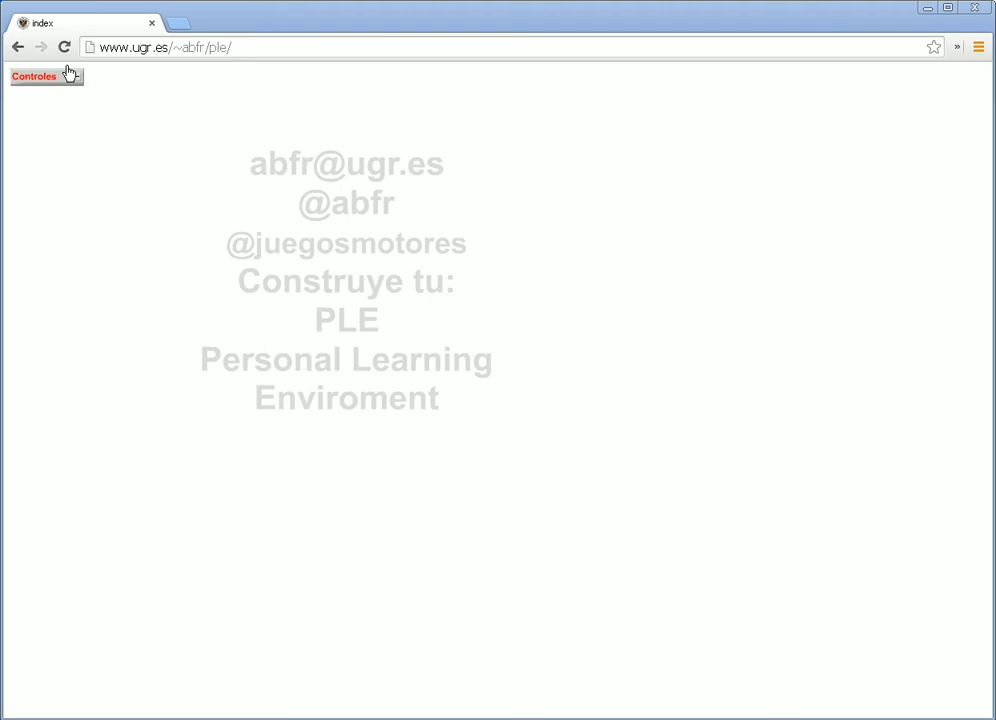 index
www.ugr.es/~abfr/ple/
Controles
abfr@ugr.es
@abfr
@juegosmotores
Construye tu:
PLE
Personal Learning
Enviroment